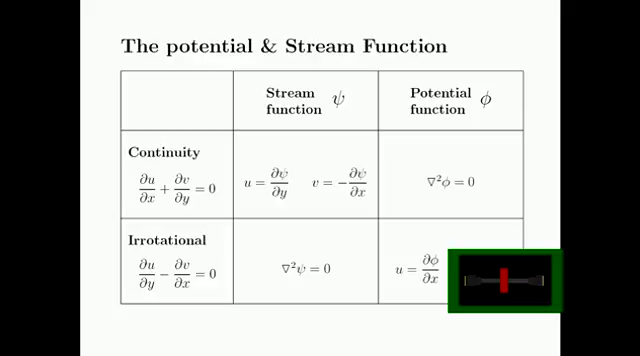 The potential & Stream Function
Stream function ψ
Potential function ϕ
Continuity
∂u/∂x + ∂v/∂y = 0
u = ∂ψ/∂y v = −∂ψ/∂x
∇²ϕ = 0
Irrotational
∂u/∂y − ∂v/∂x = 0
∇²ψ = 0
u = ∂ϕ/∂x